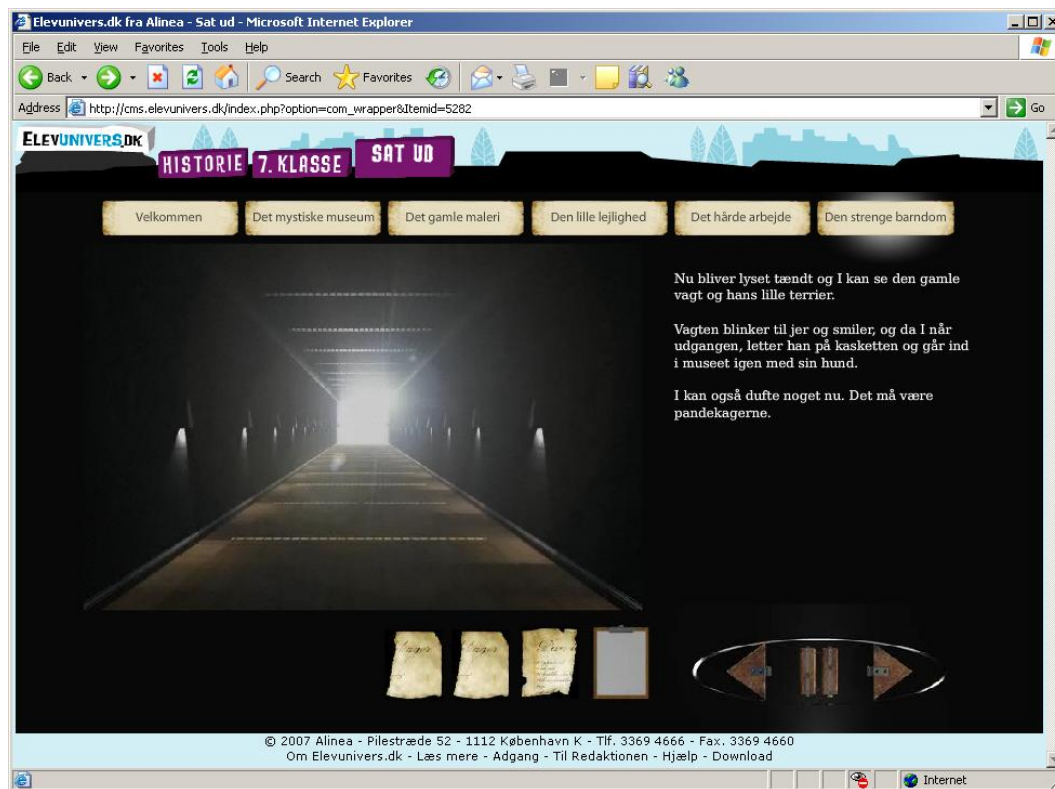 Elevunivers.dk fra Alinea - Sat ud - Microsoft Internet Explorer
File Edit View Favorites Tools Help
Back Search Favorites
Address http://cms.elevunivers.dk/index.php?option=com_wrapper&Itemid=5282 Go
ELEVUNIVERS.DK
HISTORIE 7. KLASSE SAT UD
Velkommen Det mystiske museum Det gamle maleri Den lille lejlighed Det hårde arbejde Den strenge barndom
Nu bliver lyset tændt og I kan se den gamle
vagt og hans lille terrier.
Vagten blinker til jer og smiler, og da I når
udgangen, letter han på kasketten og går ind
i museet igen med sin hund.
I kan også dufte noget nu. Det må være
pandekagerne.
© 2007 Alinea - Pilestræde 52 - 1112 København K - Tlf. 3369 4666 - Fax. 3369 4660
Om Elevunivers.dk - Læs mere - Adgang - Til Redaktionen - Hjælp - Download
Internet